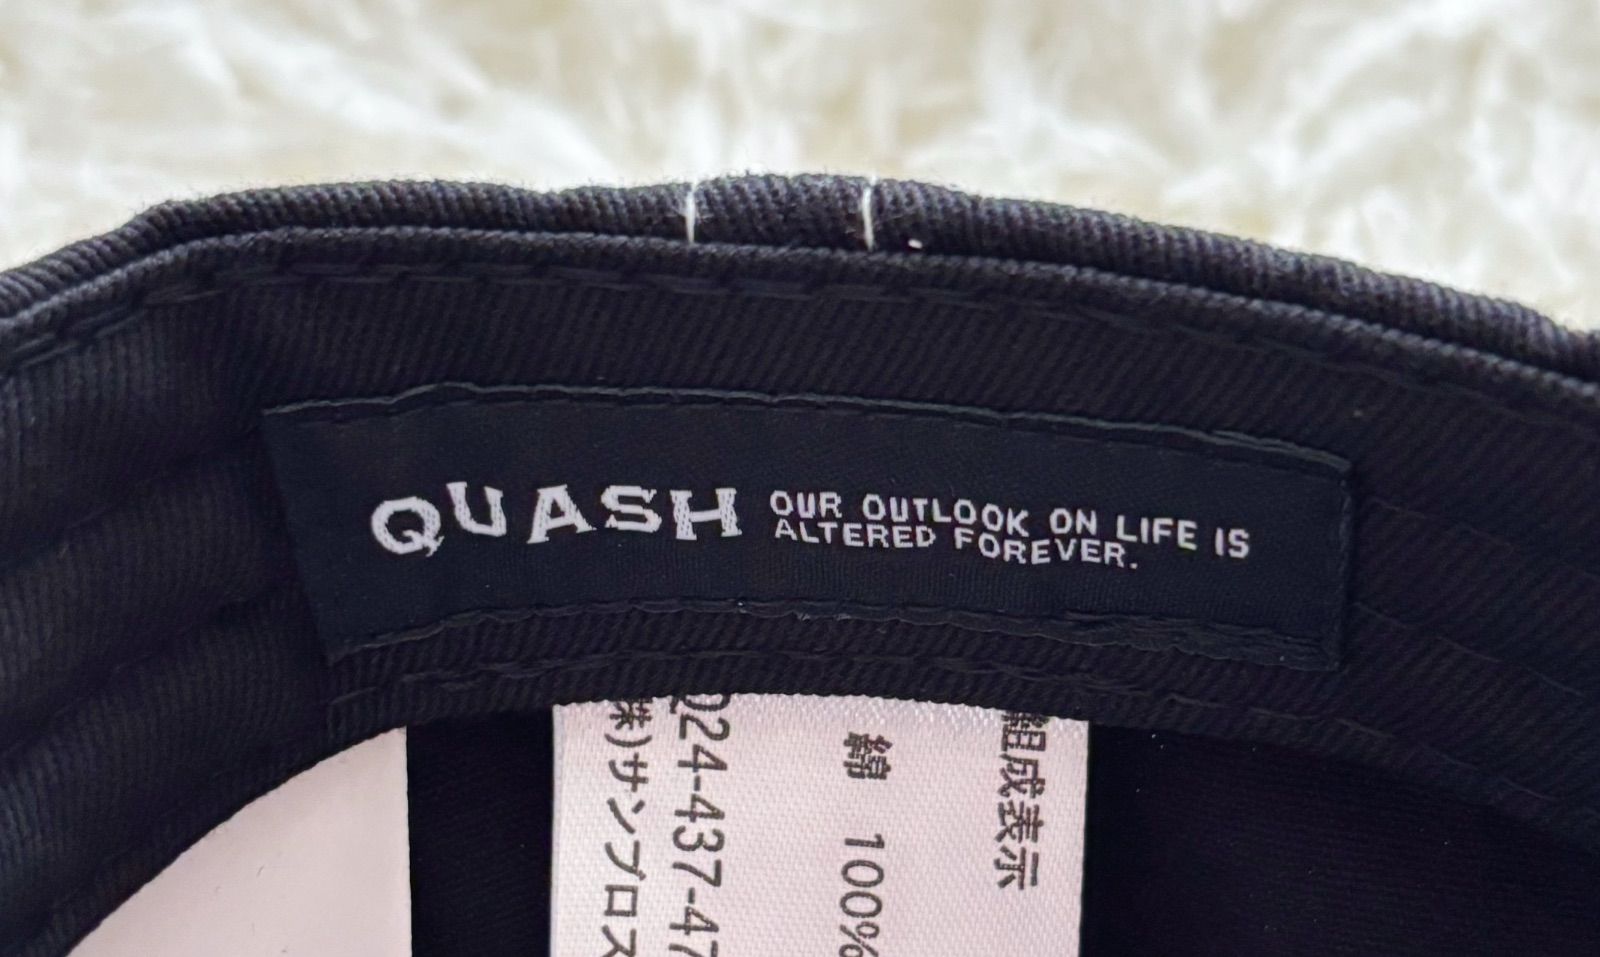 QUASH
OUR OUTLOOK ON LIFE IS
ALTERED FOREVER.
組成表示
綿 100%
024-437-47
株)サンブロス